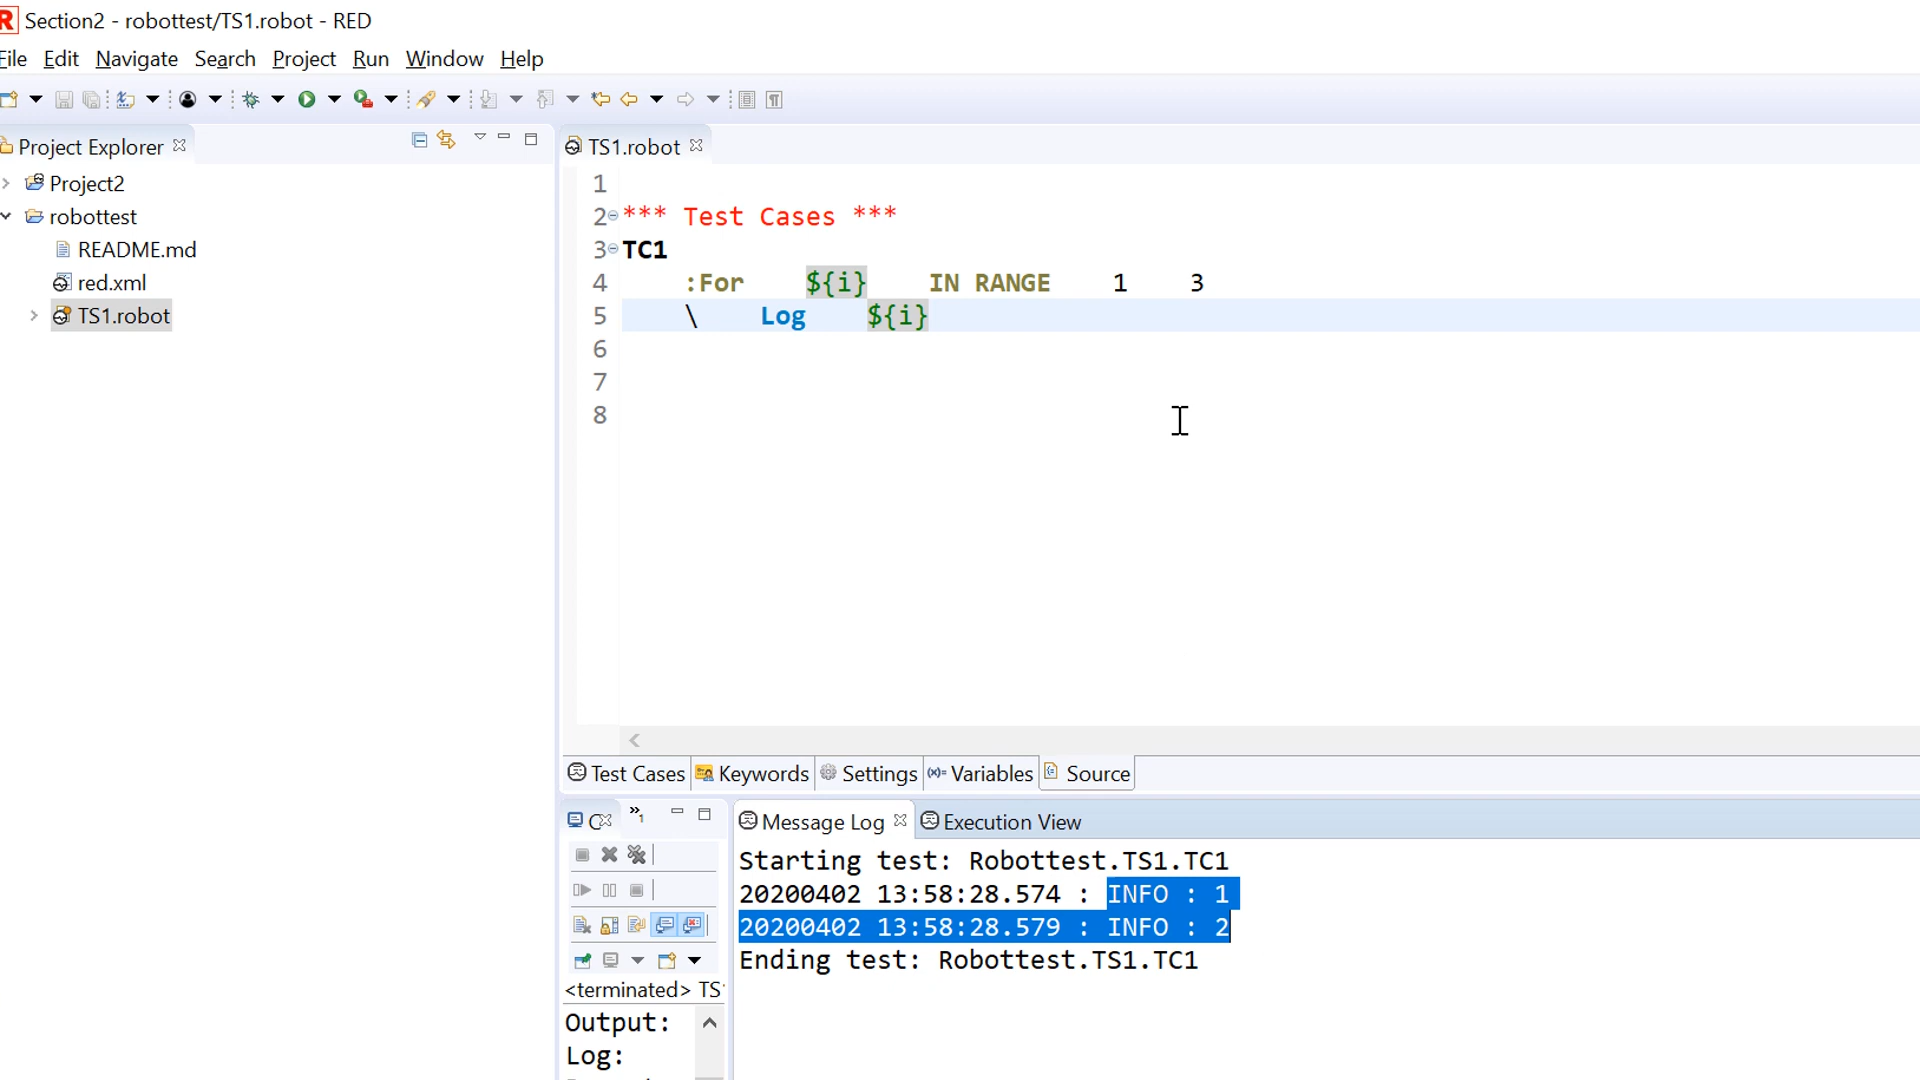 R Section2 - robottest/TS1.robot - RED
File Edit Navigate Search Project Run Window Help
Project Explorer
Project2
robottest
README.md
red.xml
TS1.robot
TS1.robot
1
2 *** Test Cases ***
3 TC1
4 :For ${i} IN RANGE 1 3
5 \ Log ${i}
6
7
8
Test Cases Keywords Settings Variables Source
C
»1
<terminated> TS
Output:
Log:
Message Log Execution View
Starting test: Robottest.TS1.TC1
20200402 13:58:28.574 : INFO : 1
20200402 13:58:28.579 : INFO : 2
Ending test: Robottest.TS1.TC1